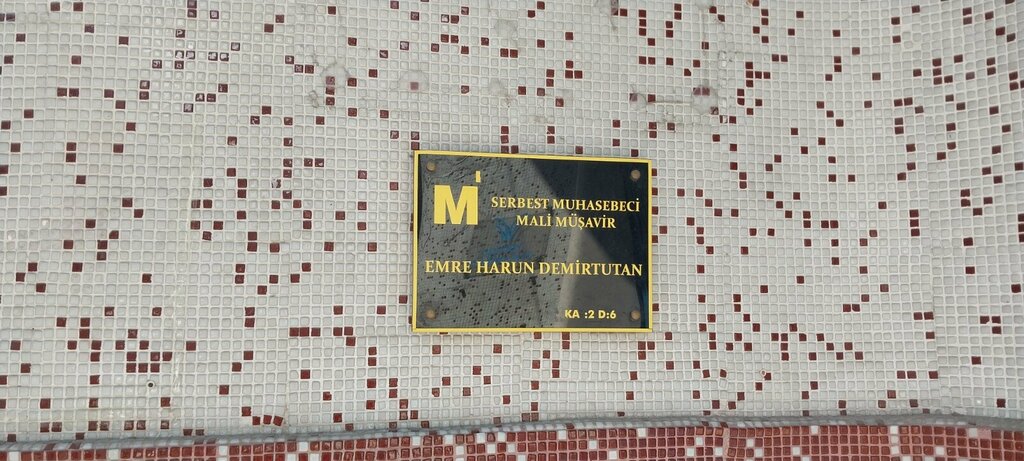 M
SERBEST MUHASEBECİ
MALİ MÜŞAVİR
EMRE HARUN DEMİRTUTAN
KA :2 D:6